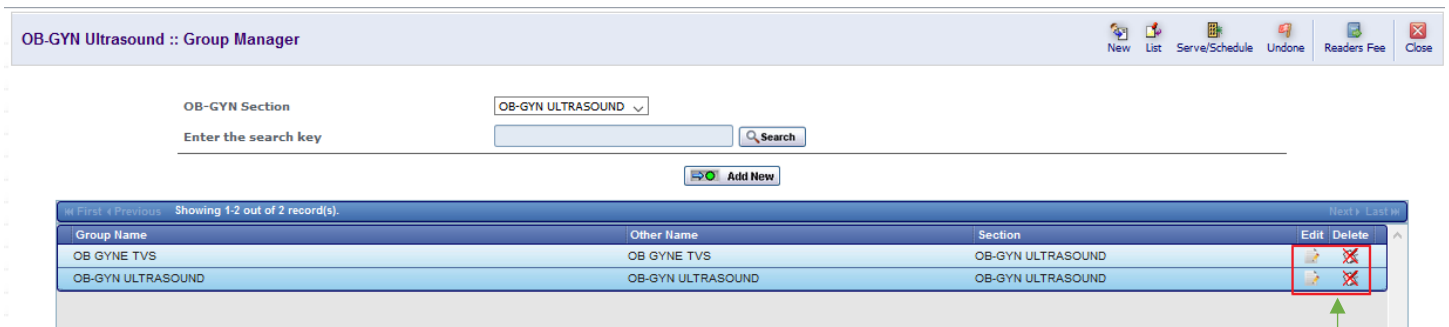 OB-GYN Ultrasound :: Group Manager
New List Serve/Schedule Undone Readers Fee Close
OB-GYN Section OB-GYN ULTRASOUND
Enter the search key Search
Add New
First Previous Showing 1-2 out of 2 record(s). Next Last
Group Name Other Name Section Edit Delete
OB GYNE TVS OB GYNE TVS OB-GYN ULTRASOUND
OB-GYN ULTRASOUND OB-GYN ULTRASOUND OB-GYN ULTRASOUND